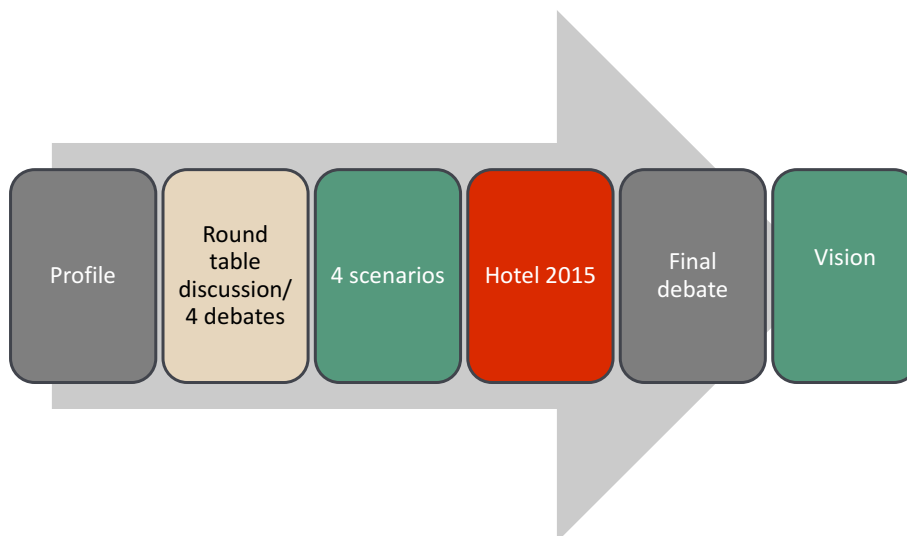 Profile
Round
table
discussion/
4 debates
4 scenarios
Hotel 2015
Final
debate
Vision